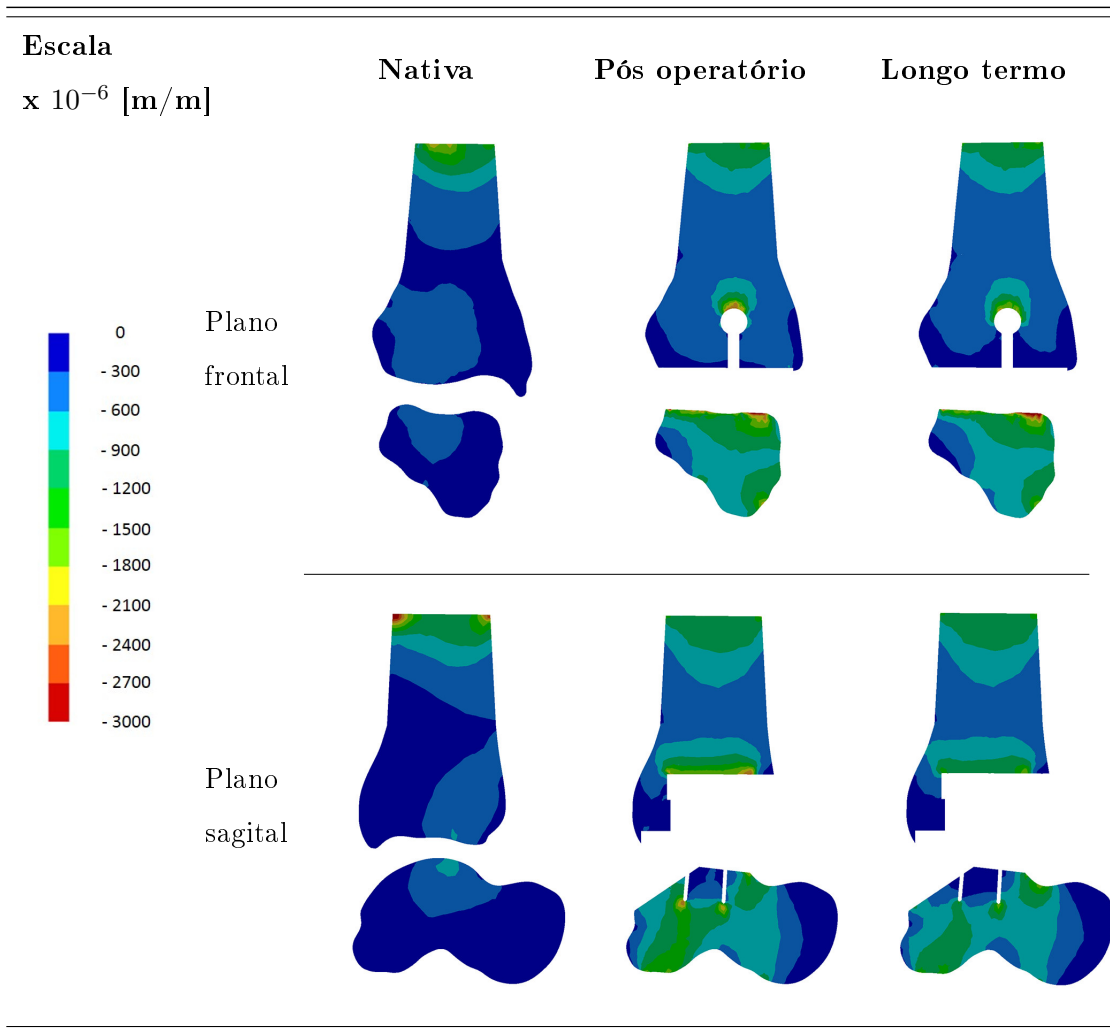 Escala
x 10⁻⁶ [m/m]
Nativa
Pós operatório
Longo termo
Plano
frontal
0
- 300
- 600
- 900
- 1200
- 1500
- 1800
- 2100
- 2400
- 2700
- 3000
Plano
sagital